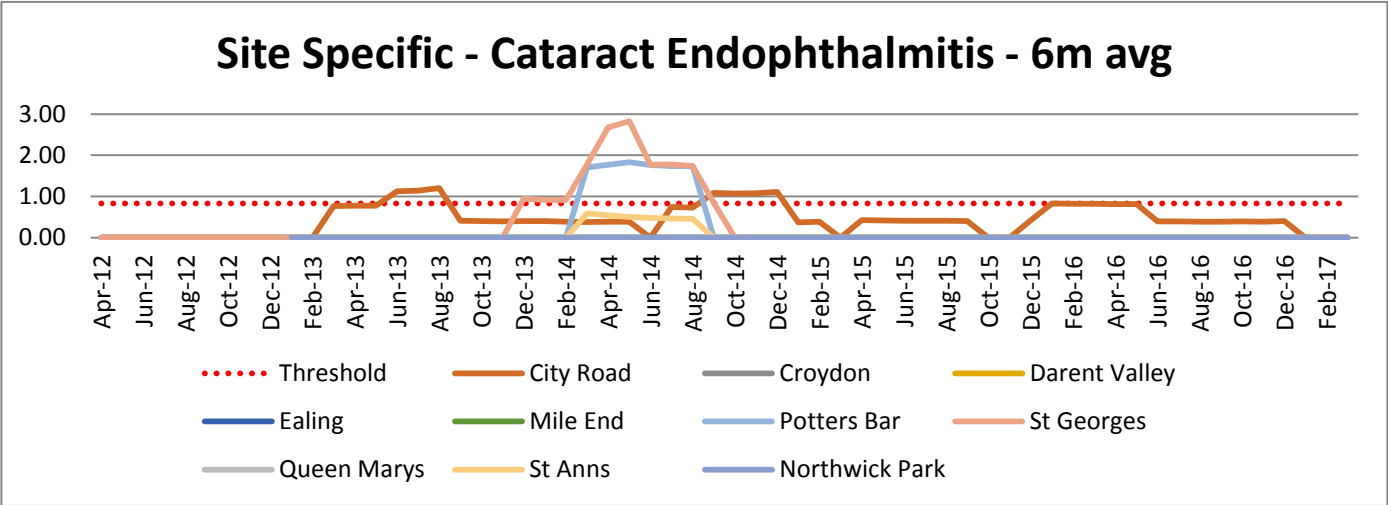 Site Specific - Cataract Endophthalmitis - 6m avg
3.00
2.00
1.00
0.00
Apr-12
Jun-12
Aug-12
Oct-12
Dec-12
Feb-13
Apr-13
Jun-13
Aug-13
Oct-13
Dec-13
Feb-14
Apr-14
Jun-14
Aug-14
Oct-14
Dec-14
Feb-15
Apr-15
Jun-15
Aug-15
Oct-15
Dec-15
Feb-16
Apr-16
Jun-16
Aug-16
Oct-16
Dec-16
Feb-17
Threshold City Road Croydon Darent Valley
Ealing Mile End Potters Bar St Georges
Queen Marys St Anns Northwick Park